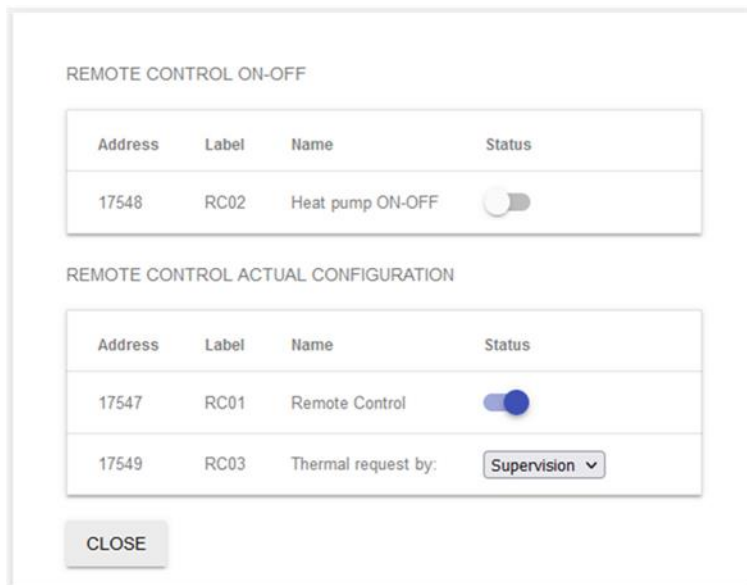 REMOTE CONTROL ON-OFF
Address Label Name Status
17548 RC02 Heat pump ON-OFF
REMOTE CONTROL ACTUAL CONFIGURATION
Address Label Name Status
17547 RC01 Remote Control
17549 RC03 Thermal request by: Supervision
CLOSE